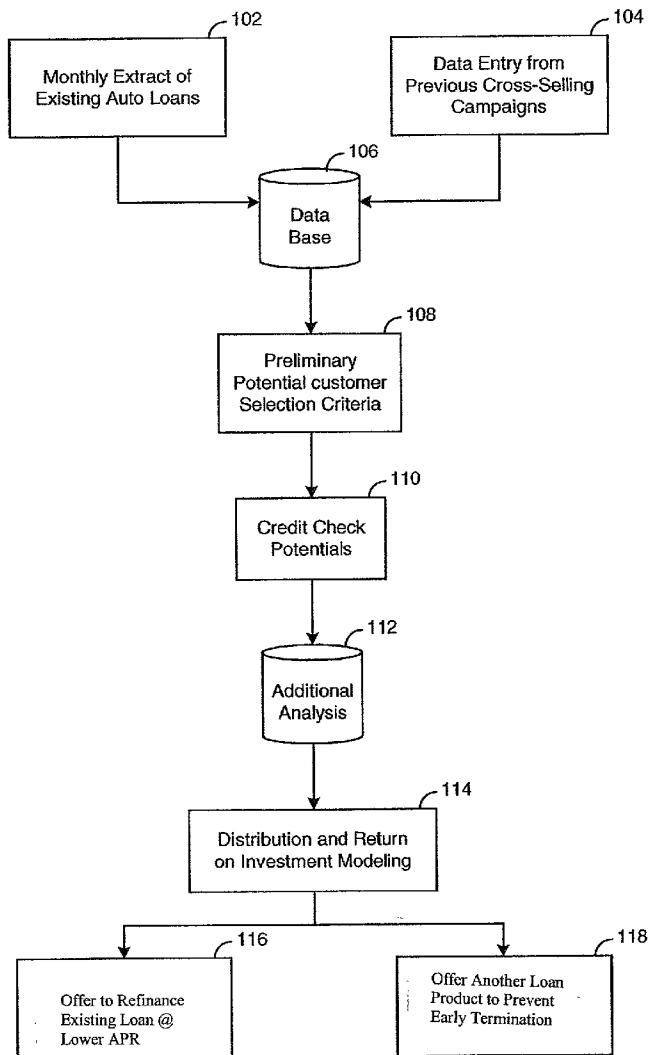 102
Monthly Extract of
Existing Auto Loans
104
Data Entry from
Previous Cross-Selling
Campaigns
106
Data
Base
108
Preliminary
Potential customer
Selection Criteria
110
Credit Check
Potentials
112
Additional
Analysis
114
Distribution and Return
on Investment Modeling
116
Offer to Refinance
Existing Loan @
Lower APR
118
Offer Another Loan
Product to Prevent
Early Termination